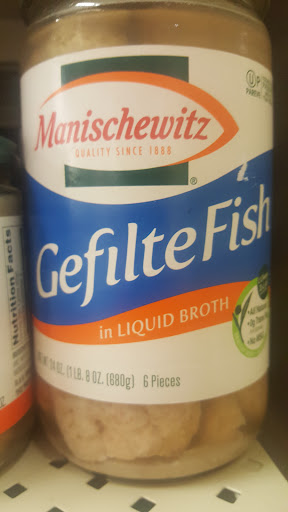 U P
Manischewitz
QUALITY SINCE 1888
®
Gefilte Fish
in LIQUID BROTH
NET WT 24 OZ. (1 LB. 8 OZ. (680g) 6 Pieces
Nutrition Facts